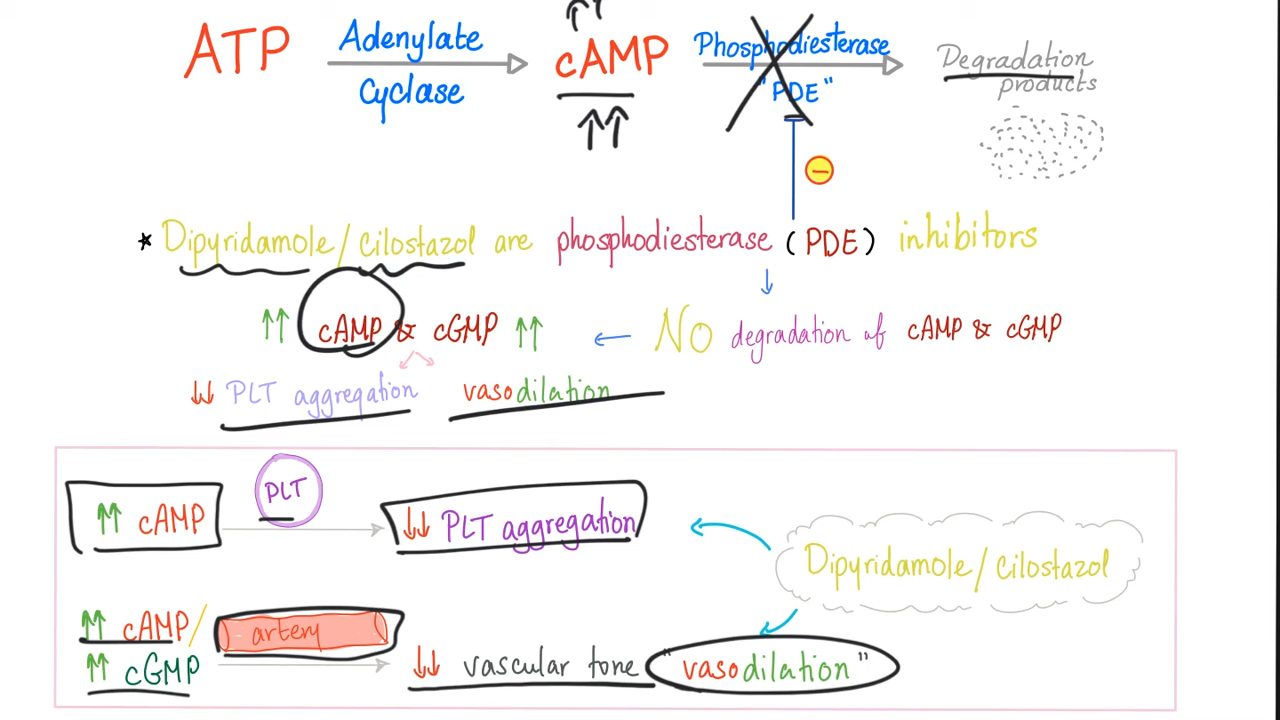 ATP Adenylate Cyclase ↑↑ cAMP ↑↑ Phosphodiesterase "PDE" Degradation products
−
* Dipyridamole/cilostazol are phosphodiesterase (PDE) inhibitors
↓
↑↑ cAMP & cGMP ↑↑ ← NO degradation of cAMP & cGMP
↓↓ PLT aggregation vasodilation
↑↑ cAMP PLT ↓↓ PLT aggregation
Dipyridamole/cilostazol
↑↑ cAMP/ artery
↑↑ cGMP ↓↓ vascular tone "vasodilation"